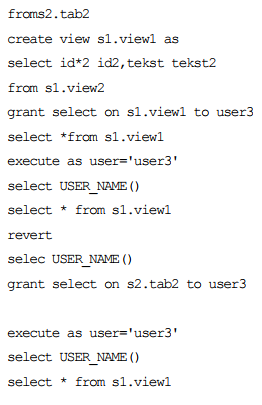 froms2.tab2
create view s1.view1 as
select id*2 id2,tekst tekst2
from s1.view2
grant select on s1.view1 to user3
select *from s1.view1
execute as user='user3'
select USER_NAME()
select * from s1.view1
revert
selec USER_NAME()
grant select on s2.tab2 to user3
execute as user='user3'
select USER_NAME()
select * from s1.view1